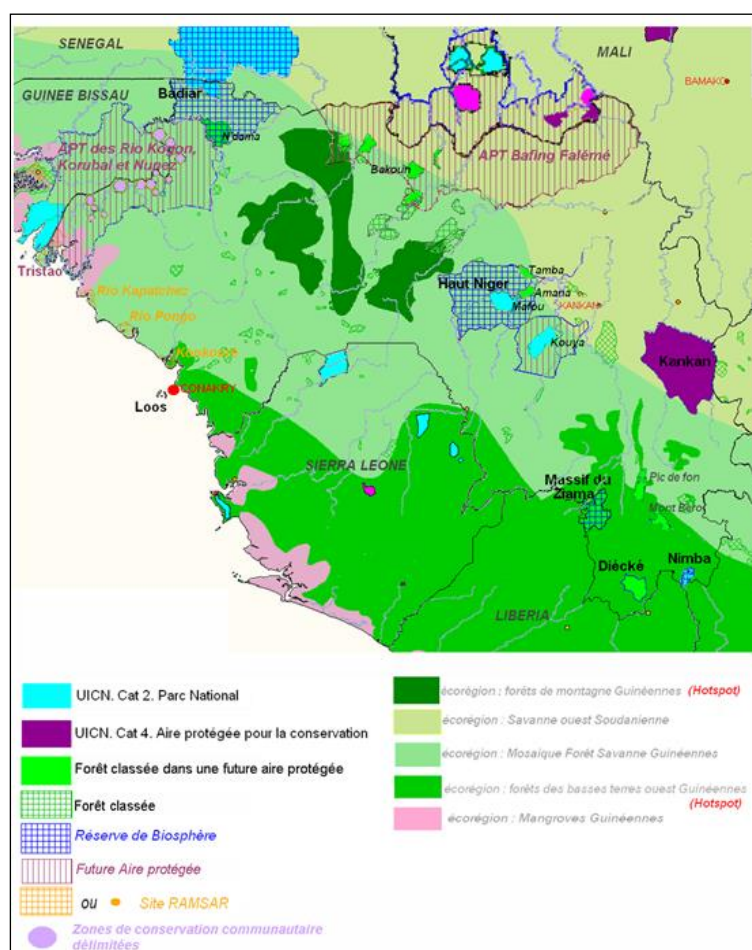 SENEGAL
MALI
BAMAKO
GUINEE BISSAU
Badiar
N'dama
APT des Rio Kogon,
Korubal et Nunez
Bakoun
APT Bafing Falémé
Tristao
Rio Kapatchez
Rio Pongo
Haut Niger
Tamba
Amana
Mafou
KANKAN
Kouya
Kankan
CONAKRY
Loos
SIERRA LEONE
Massif du
Ziama
Pic de fon
Mont Béro
Diécké
Nimba
LIBERIA
UICN. Cat 2. Parc National
UICN. Cat 4. Aire protégée pour la conservation
Forêt classée dans une future aire protégée
Forêt classée
Réserve de Biosphère
Future Aire protégée
ou Site RAMSAR
Zones de conservation communautaire
délimitées
écorégion : forêts de montagne Guinéennes (Hotspot)
écorégion : Savanne ouest Soudanienne
écorégion : Mosaique Forêt Savanne Guinéennes
écorégion : forêts des basses terres ouest Guinéennes
(Hotspot)
écorégion : Mangroves Guinéennes